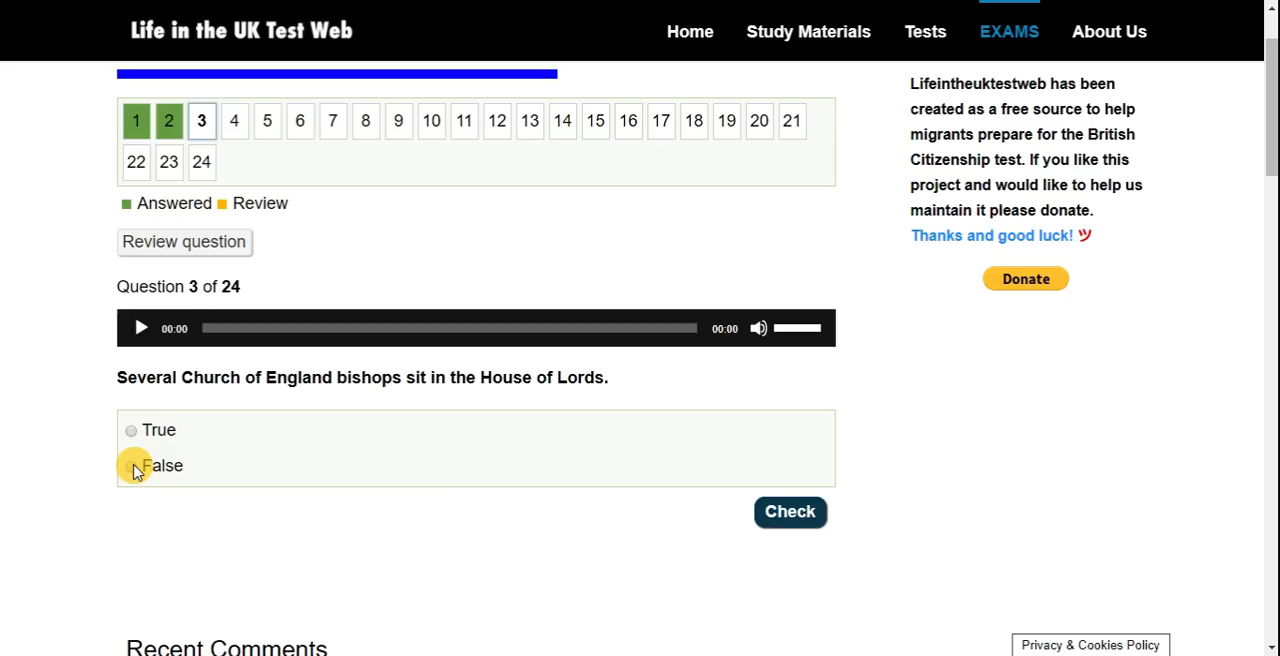 Life in the UK Test Web
Home Study Materials Tests EXAMS About Us
1 2 3 4 5 6 7 8 9 10 11 12 13 14 15 16 17 18 19 20 21
22 23 24
Answered Review
Review question
Question 3 of 24
00:00 00:00
Several Church of England bishops sit in the House of Lords.
True
False
Check
Recent Comments
Lifeintheuktestweb has been
created as a free source to help
migrants prepare for the British
Citizenship test. If you like this
project and would like to help us
maintain it please donate.
Thanks and good luck! ツ
Donate
Privacy & Cookies Policy